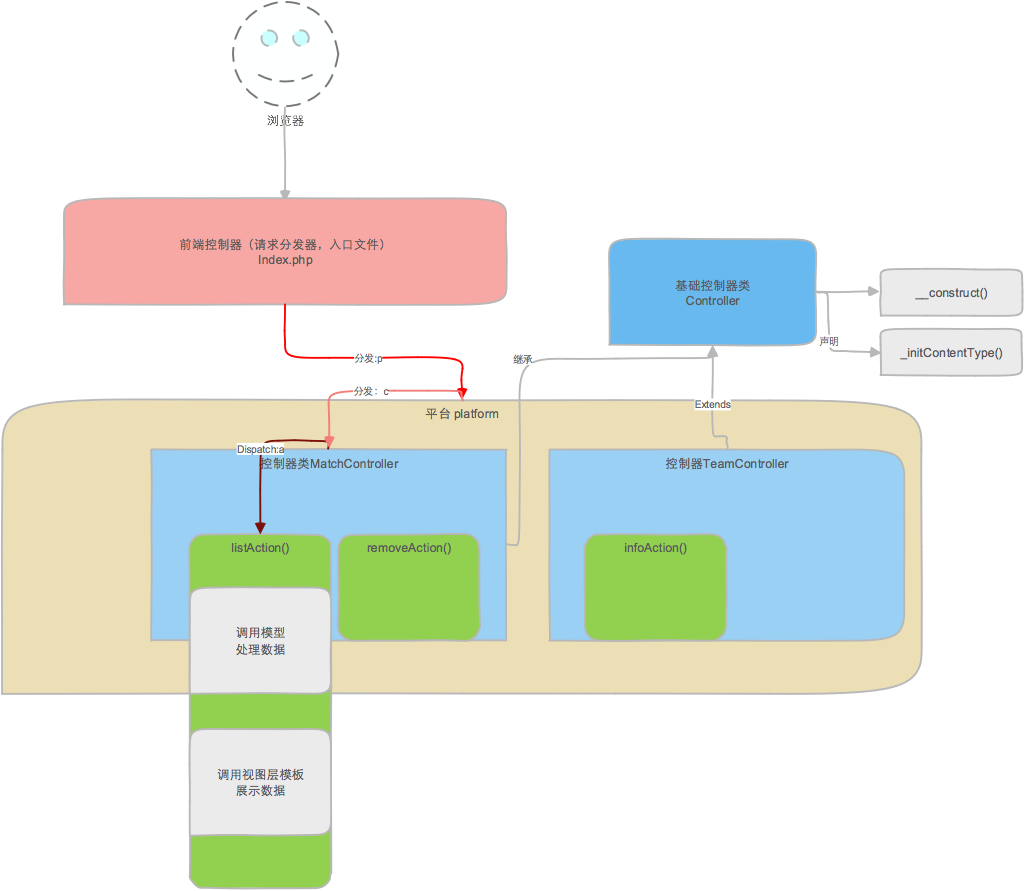 浏览器
前端控制器（请求分发器，入口文件）
Index.php
基础控制器类
Controller
__construct()
声明
_initContentType()
分发:p
继承
分发：c
Extends
平台 platform
Dispatch:a
控制器类MatchController
控制器TeamController
listAction()
removeAction()
infoAction()
调用模型
处理数据
调用视图层模板
展示数据